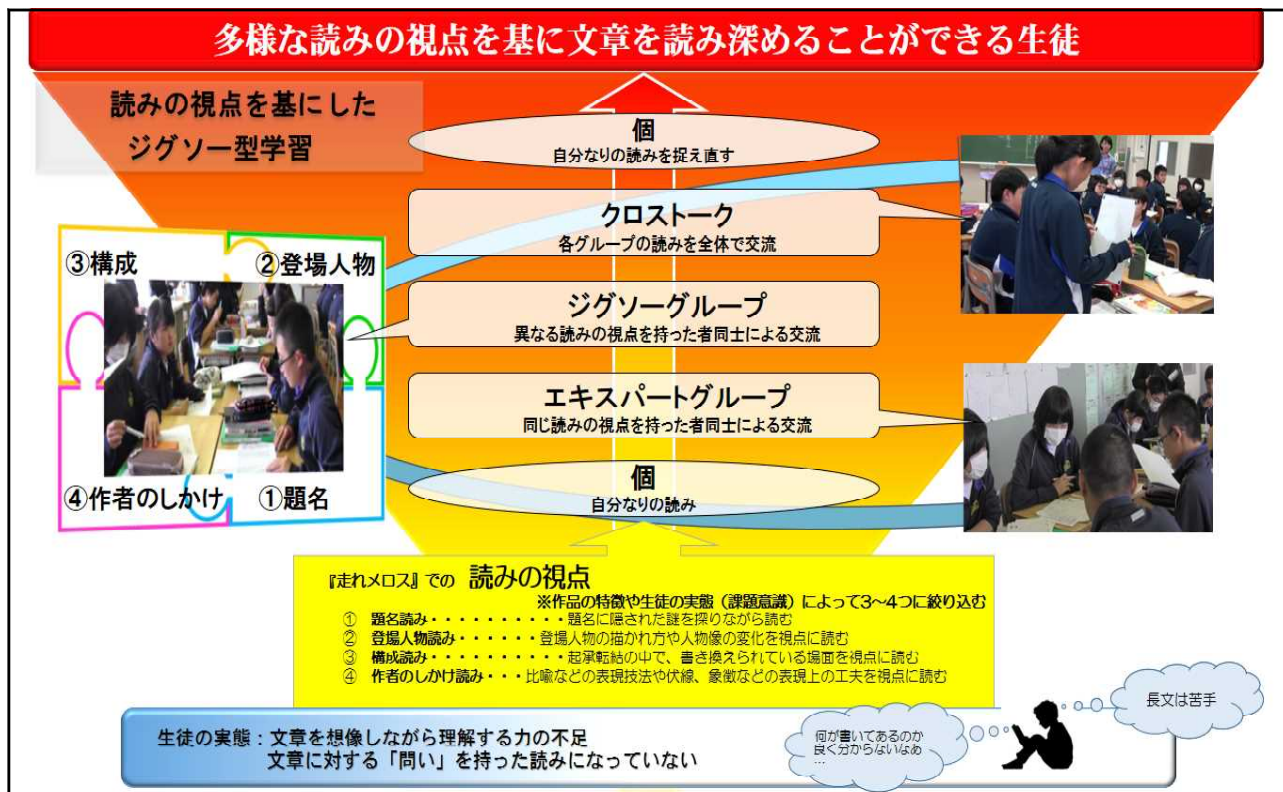 多様な読みの視点を基に文章を読み深めることができる生徒
読みの視点を基にした
ジグソー型学習
個
自分なりの読みを捉え直す
クロストーク
各グループの読みを全体で交流
③構成
②登場人物
ジグソーグループ
異なる読みの視点を持った者同士による交流
エキスパートグループ
同じ読みの視点を持った者同士による交流
④作者のしかけ
①題名
個
自分なりの読み
『走れメロス』での 読みの視点
※作品の特徴や生徒の実態（課題意識）によって3～4つに絞り込む
① 題名読み・・・・・・・・・・題名に隠された謎を探りながら読む
② 登場人物読み・・・・・・・登場人物の描かれ方や人物像の変化を視点に読む
③ 構成読み・・・・・・・・・・起承転結の中で、書き換えられている場面を視点に読む
④ 作者のしかけ読み・・・比喩などの表現技法や伏線、象徴などの表現上の工夫を視点に読む
生徒の実態：文章を想像しながら理解する力の不足
文章に対する「問い」を持った読みになっていない
何が書いてあるのか
良く分からないなぁ
…
長文は苦手